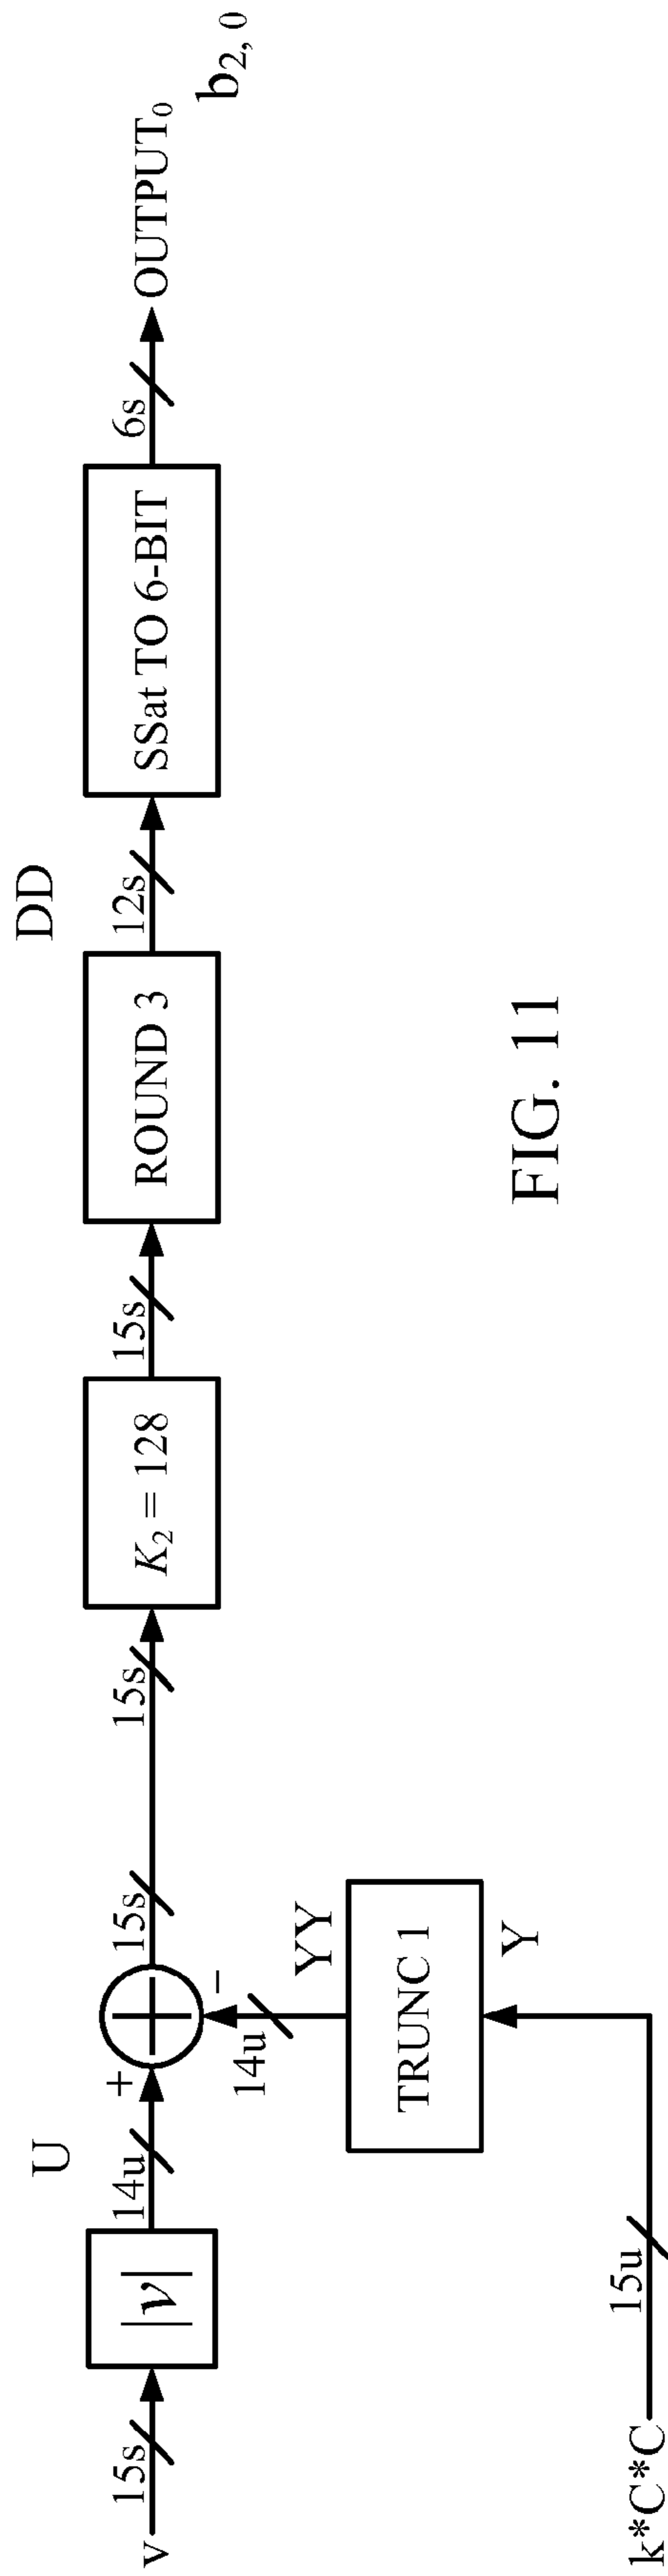 v
15s
|v|
14u
U
+
−
15s
15s
K2 = 128
15s
ROUND 3
12s
DD
SSat TO 6-BIT
6s
OUTPUT0
b2, 0
14u
YY
TRUNC 1
Y
15u
k*C*C
FIG. 11